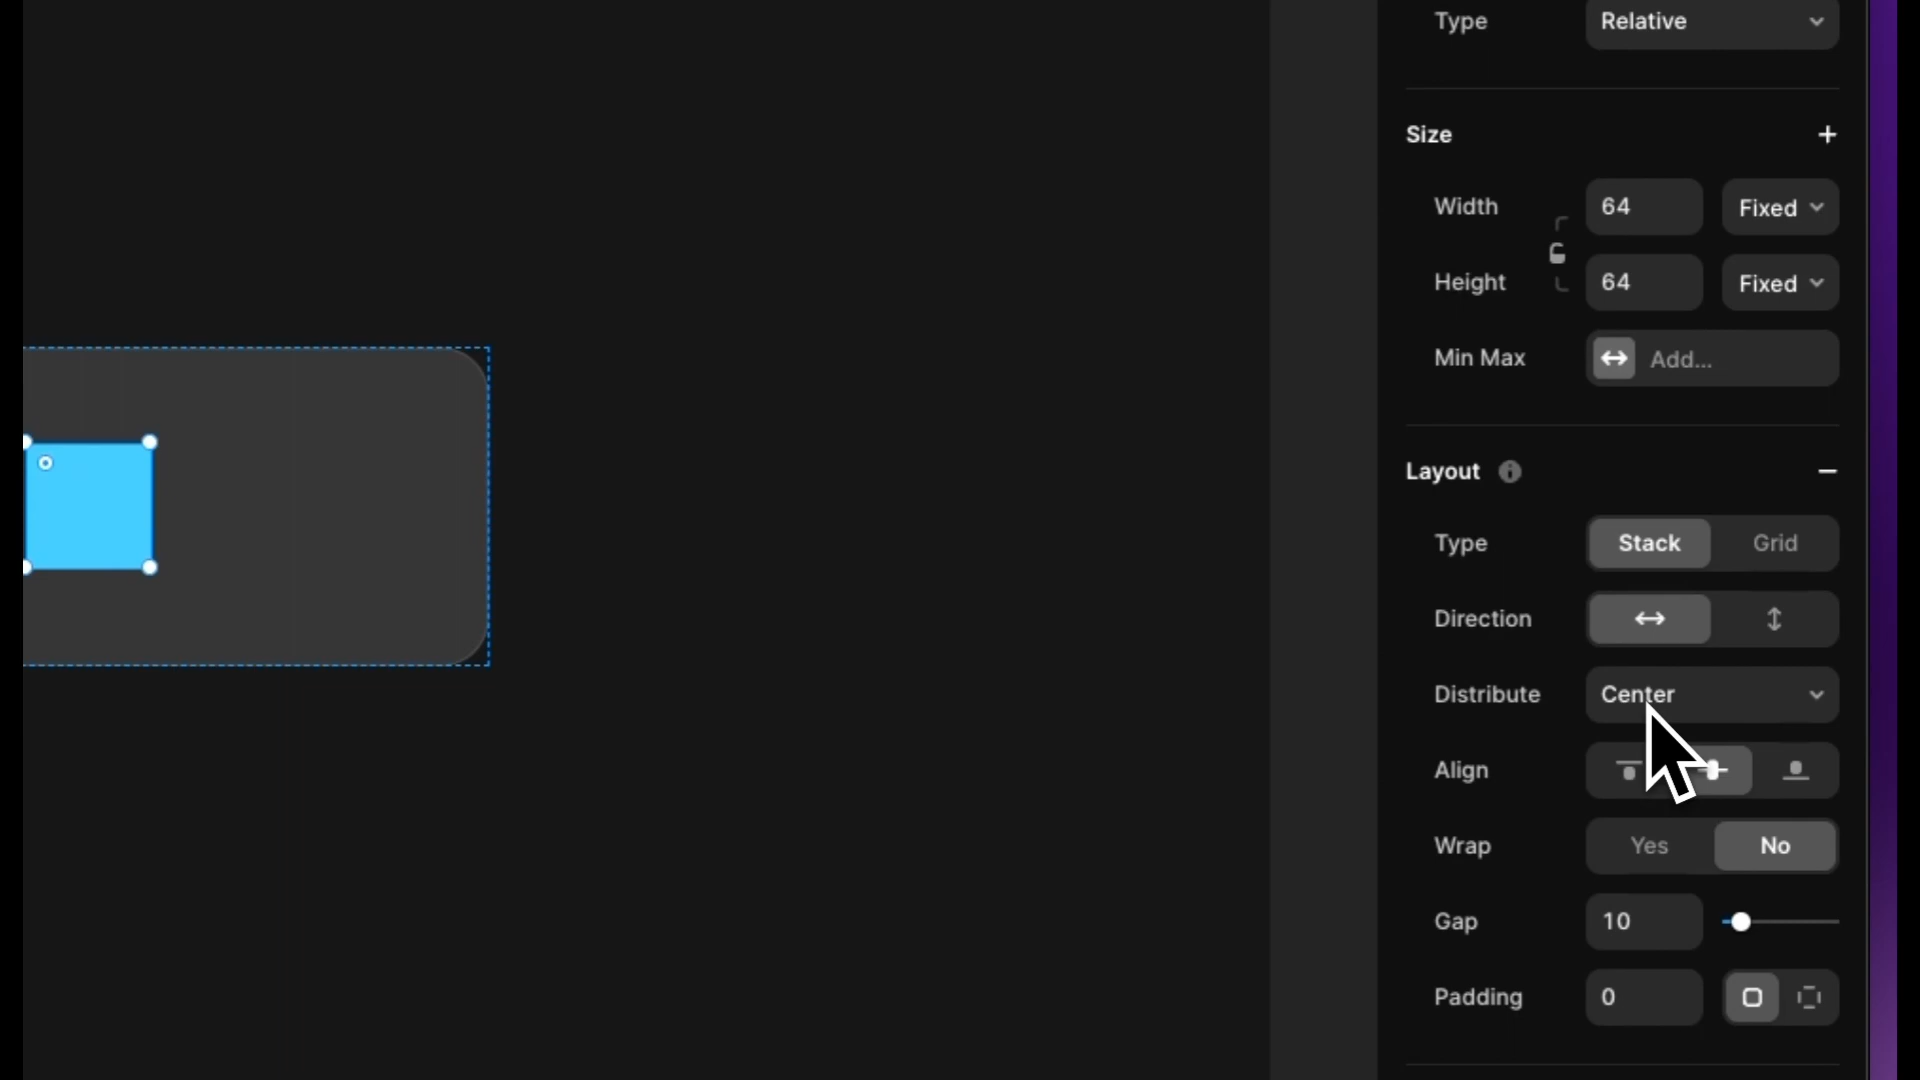 Type Relative
Size
Width 64 Fixed
Height 64 Fixed
Min Max Add...
Layout
Type Stack Grid
Direction
Distribute Center
Align
Wrap Yes No
Gap 10
Padding 0